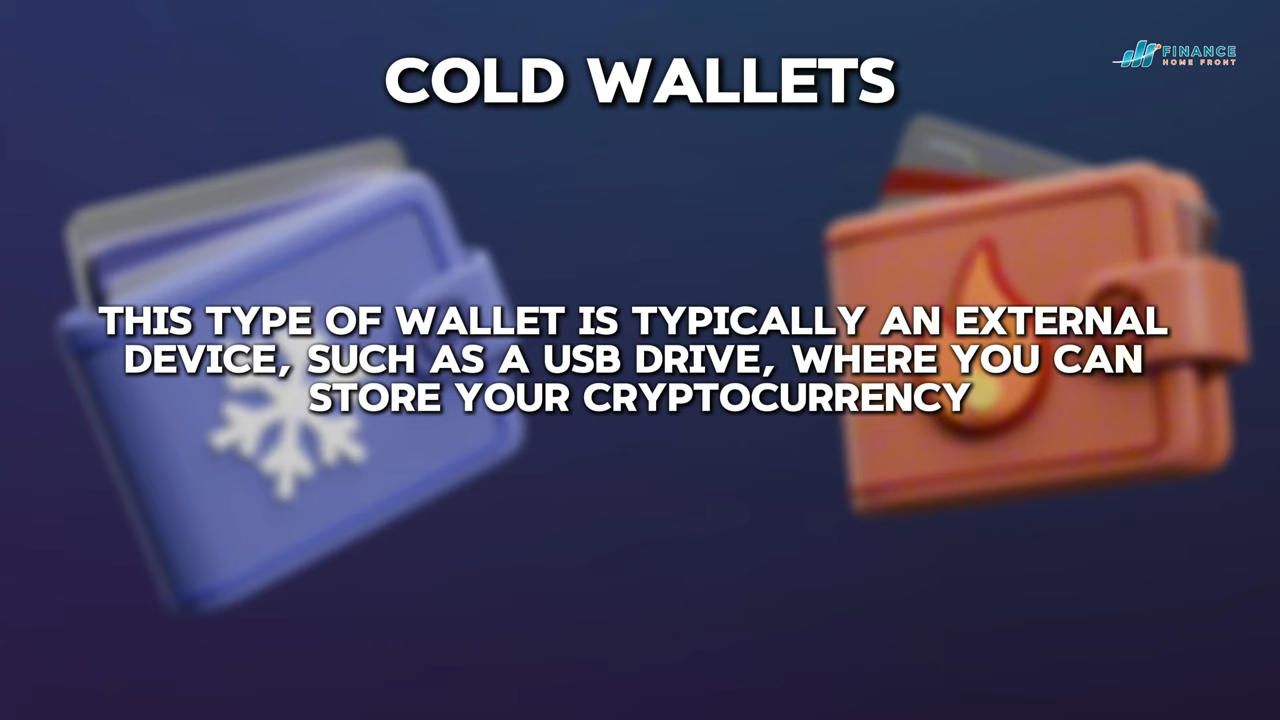 COLD WALLETS
FINANCE
HOME FRONT
THIS TYPE OF WALLET IS TYPICALLY AN EXTERNAL
DEVICE, SUCH AS A USB DRIVE, WHERE YOU CAN
STORE YOUR CRYPTOCURRENCY